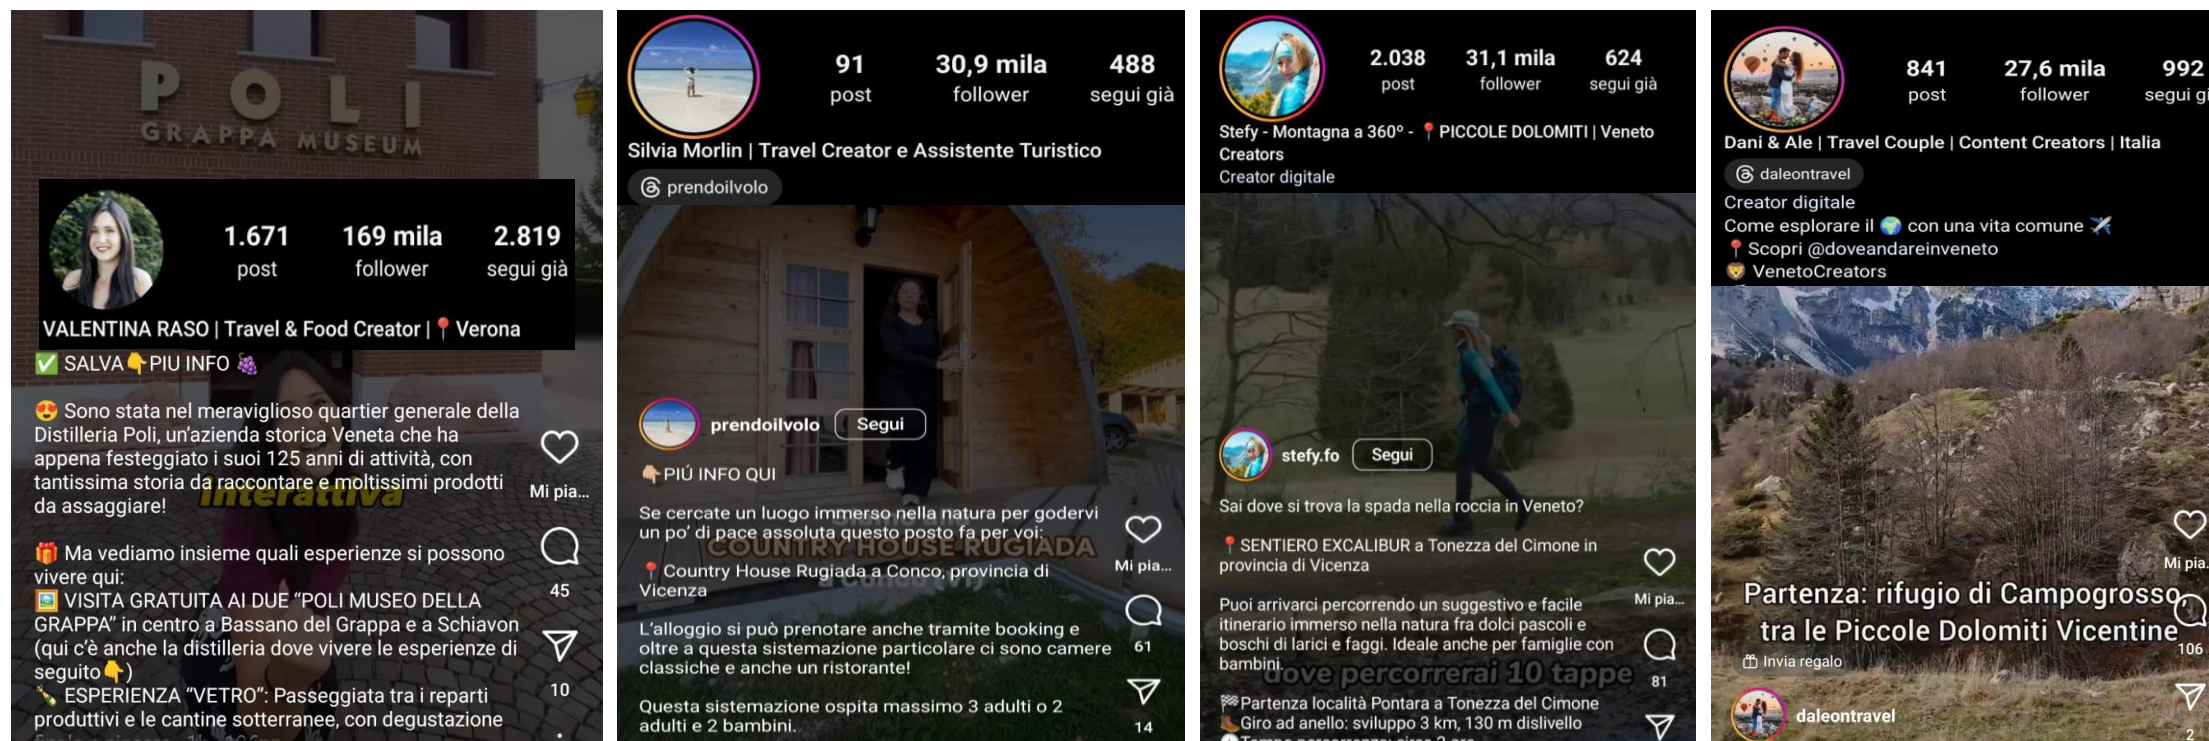 POLI
GRAPPA MUSEUM
1.671
169 mila
2.819
post
follower
segui già
VALENTINA RASO | Travel & Food Creator | 📍 Verona
✅ SALVA👇PIU INFO 🍇
😍 Sono stata nel meraviglioso quartier generale della
Distilleria Poli, un'azienda storica Veneta che ha
appena festeggiato i suoi 125 anni di attività, con
tantissima storia da raccontare e moltissimi prodotti
da assaggiare!
interattiva
Mi pia...
🎁 Ma vediamo insieme quali esperienze si possono
vivere qui:
🖼️ VISITA GRATUITA AI DUE “POLI MUSEO DELLA
GRAPPA” in centro a Bassano del Grappa e a Schiavon
(qui c'è anche la distilleria dove vivere le esperienze di
seguito👇)
🍾 ESPERIENZA “VETRO”: Passeggiata tra i reparti
produttivi e le cantine sotterranee, con degustazione
45
10
91
30,9 mila
488
post
follower
segui già
Silvia Morlin | Travel Creator e Assistente Turistico
prendoilvolo
prendoilvolo
Segui
👇🏼PIÚ INFO QUI
Se cercate un luogo immerso nella natura per godervi
un po' di pace assoluta questo posto fa per voi:
COUNTRY HOUSE RUGIADA
📍Country House Rugiada a Conco, provincia di
Vicenza
L'alloggio si può prenotare anche tramite booking e
oltre a questa sistemazione particolare ci sono camere
classiche e anche un ristorante!
Questa sistemazione ospita massimo 3 adulti o 2
adulti e 2 bambini.
Mi pia...
61
14
2.038
31,1 mila
624
post
follower
segui già
Stefy - Montagna a 360° - 📍PICCOLE DOLOMITI | Veneto
Creators
Creator digitale
stefy.fo
Segui
Sai dove si trova la spada nella roccia in Veneto?
📍SENTIERO EXCALIBUR a Tonezza del Cimone in
provincia di Vicenza
Puoi arrivarci percorrendo un suggestivo e facile
itinerario immerso nella natura fra dolci pascoli e
boschi di larici e faggi. Ideale anche per famiglie con
bambini.
dove percorrerai 10 tappe
🏁Partenza località Pontara a Tonezza del Cimone
🥾Giro ad anello: sviluppo 3 km, 130 m dislivello
Mi pia...
81
841
27,6 mila
992
post
follower
segui gi
Dani & Ale | Travel Couple | Content Creators | Italia
daleontravel
Creator digitale
Come esplorare il 🌍 con una vita comune ✈️
📍Scopri @doveandareinveneto
🦁 VenetoCreators
Mi pia.
Partenza: rifugio di Campogrosso,
tra le Piccole Dolomiti Vicentine
106
Invia regalo
daleontravel
2